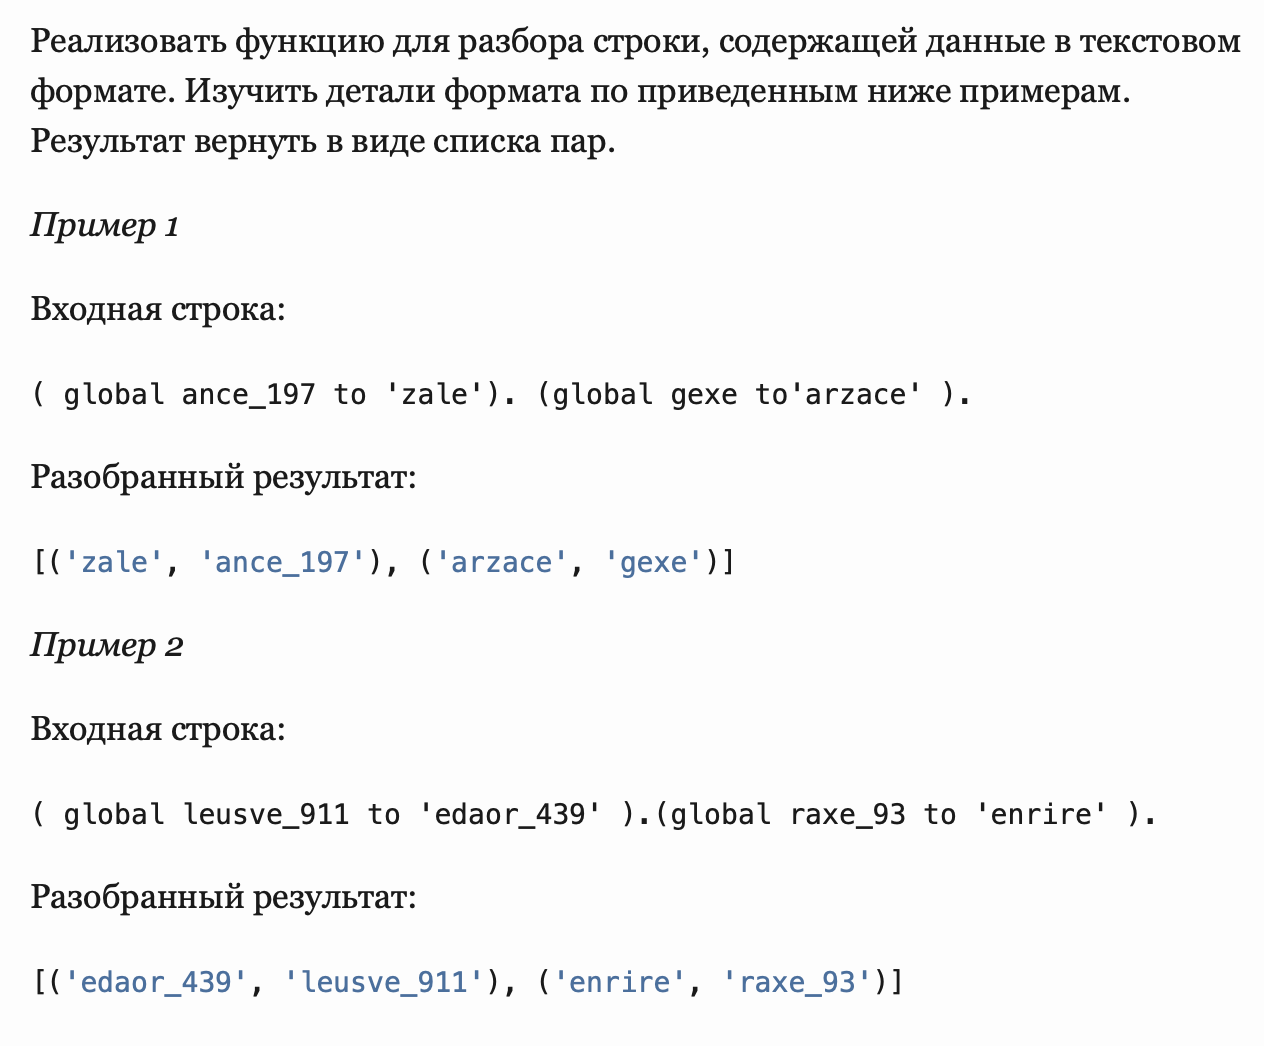 Реализовать функцию для разбора строки, содержащей данные в текстовом
формате. Изучить детали формата по приведенным ниже примерам.
Результат вернуть в виде списка пар.
Пример 1
Входная строка:
( global ance_197 to 'zale'). (global gexe to'arzace' ).
Разобранный результат:
[('zale', 'ance_197'), ('arzace', 'gexe')]
Пример 2
Входная строка:
( global leusve_911 to 'edaor_439' ).(global raxe_93 to 'enrire' ).
Разобранный результат:
[('edaor_439', 'leusve_911'), ('enrire', 'raxe_93')]